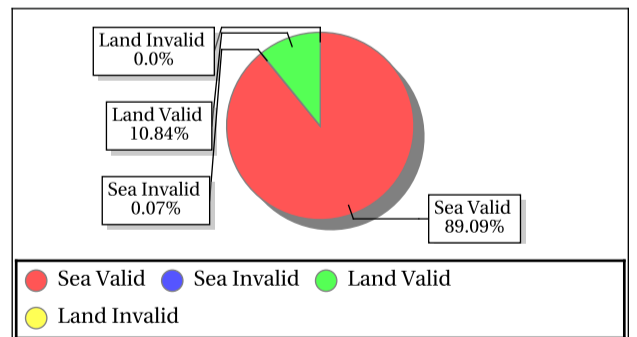 Land Invalid
0.0%
Land Valid
10.84%
Sea Invalid
0.07%
Sea Valid
89.09%
Sea Valid Sea Invalid Land Valid
Land Invalid